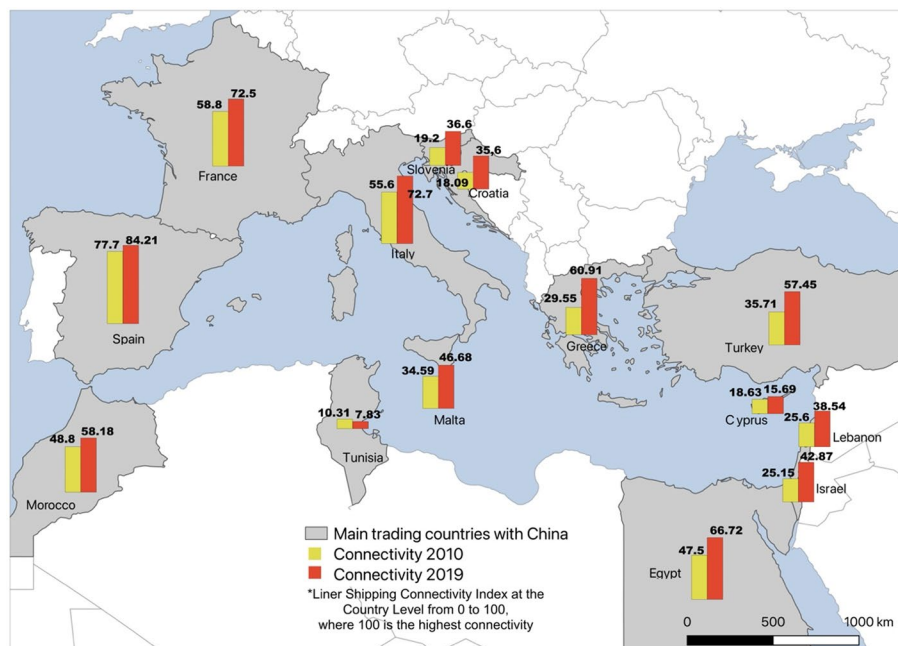 58.8
72.5
France
19.2
36.6
Slovenia
35,6
18.09
Croatia
55.6
72.7
Italy
77.7
84.21
Spain
60.91
29.55
Greece
57.45
35.71
Turkey
34.59
46.68
Malta
10.31
7.83
Tunisia
18.63
15.69
Cyprus
38.54
25.6
Lebanon
42.87
25.15
Israel
48.8
58.18
Morocco
66.72
47.5
Egypt
Main trading countries with China
Connectivity 2010
Connectivity 2019
*Liner Shipping Connectivity Index at the
Country Level from 0 to 100,
where 100 is the highest connectivity
0 500 1000 km